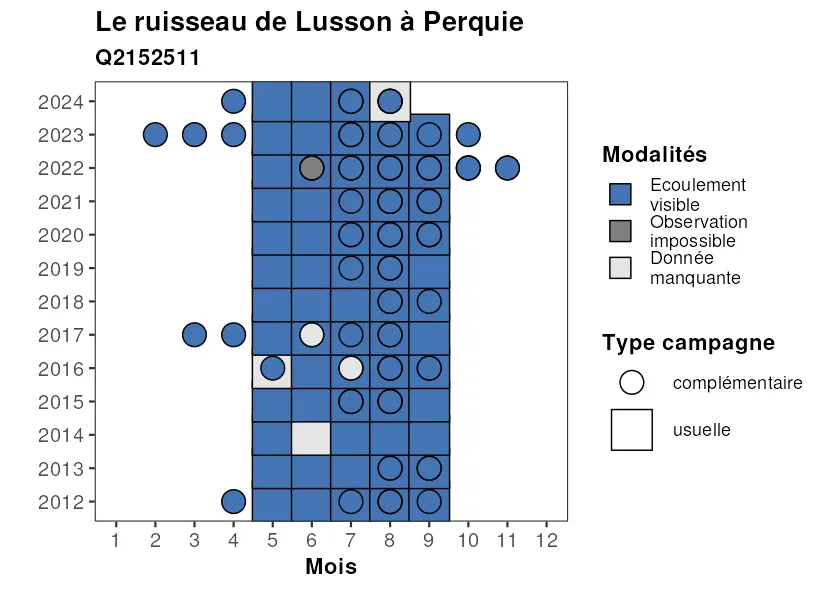 Le ruisseau de Lusson à Perquie
Q2152511
2024
2023
2022
2021
2020
2019
2018
2017
2016
2015
2014
2013
2012
1 2 3 4 5 6 7 8 9 10 11 12
Mois
Modalités
Ecoulement
visible
Observation
impossible
Donnée
manquante
Type campagne
complémentaire
usuelle